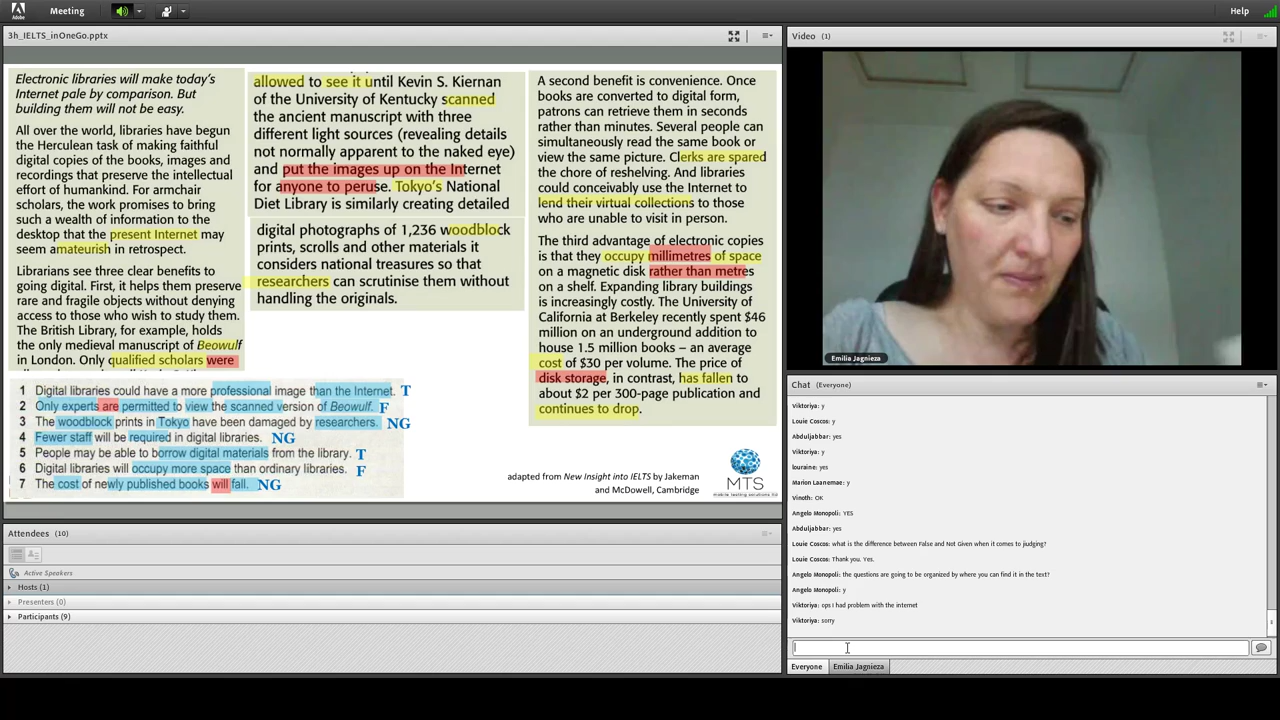 Meeting
Help
3h_IELTS_inOneGo.pptx
Electronic libraries will make today's
Internet pale by comparison. But
building them will not be easy.
All over the world, libraries have begun
the Herculean task of making faithful
digital copies of the books, images and
recordings that preserve the intellectual
effort of humankind. For armchair
scholars, the work promises to bring
such a wealth of information to the
desktop that the present Internet may
seem amateurish in retrospect.
Librarians see three clear benefits to
going digital. First, it helps them preserve
rare and fragile objects without denying
access to those who wish to study them.
The British Library, for example, holds
the only medieval manuscript of Beowulf
in London. Only qualified scholars were
allowed to see it until Kevin S. Kiernan
of the University of Kentucky scanned
the ancient manuscript with three
different light sources (revealing details
not normally apparent to the naked eye)
and put the images up on the Internet
for anyone to peruse. Tokyo's National
Diet Library is similarly creating detailed
digital photographs of 1,236 woodblock
prints, scrolls and other materials it
considers national treasures so that
researchers can scrutinise them without
handling the originals.
A second benefit is convenience. Once
books are converted to digital form,
patrons can retrieve them in seconds
rather than minutes. Several people can
simultaneously read the same book or
view the same picture. Clerks are spared
the chore of reshelving. And libraries
could conceivably use the Internet to
lend their virtual collections to those
who are unable to visit in person.
The third advantage of electronic copies
is that they occupy millimetres of space
on a magnetic disk rather than metres
on a shelf. Expanding library buildings
is increasingly costly. The University of
California at Berkeley recently spent $46
million on an underground addition to
house 1.5 million books – an average
cost of $30 per volume. The price of
disk storage, in contrast, has fallen to
about $2 per 300-page publication and
continues to drop.
1 Digital libraries could have a more professional image than the Internet. T
2 Only experts are permitted to view the scanned version of Beowulf. F
3 The woodblock prints in Tokyo have been damaged by researchers. NG
4 Fewer staff will be required in digital libraries. NG
5 People may be able to borrow digital materials from the library. T
6 Digital libraries will occupy more space than ordinary libraries. F
7 The cost of newly published books will fall. NG
adapted from New Insight into IELTS by Jakeman
and McDowell, Cambridge
MTS
mobile testing solutions ltd
Attendees (10)
Active Speakers
Hosts (1)
Presenters (0)
Participants (9)
Video (1)
Emilia Jagnieza
Chat (Everyone)
Viktoriya: y
Louie Coscos: y
Abduljabbar: yes
Viktoriya: y
louraine: yes
Marion Laanemae: y
Vinoth: OK
Angelo Monopoli: YES
Abduljabbar: yes
Louie Coscos: what is the difference between False and Not Given when it comes to jiudging?
Louie Coscos: Thank you. Yes.
Angelo Monopoli: the questions are going to be organized by where you can find it in the text?
Angelo Monopoli: y
Viktoriya: ops I had problem with the internet
Viktoriya: sorry
Everyone
Emilia Jagnieza